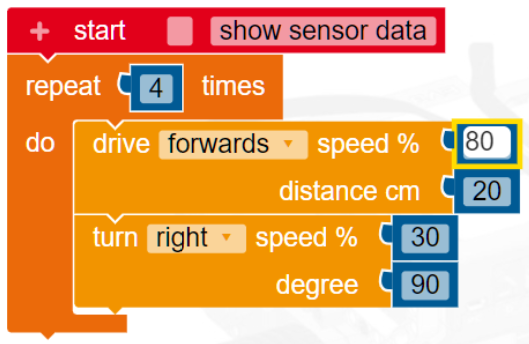 + start show sensor data
repeat 4 times
do drive forwards speed % 80
distance cm 20
turn right speed % 30
degree 90